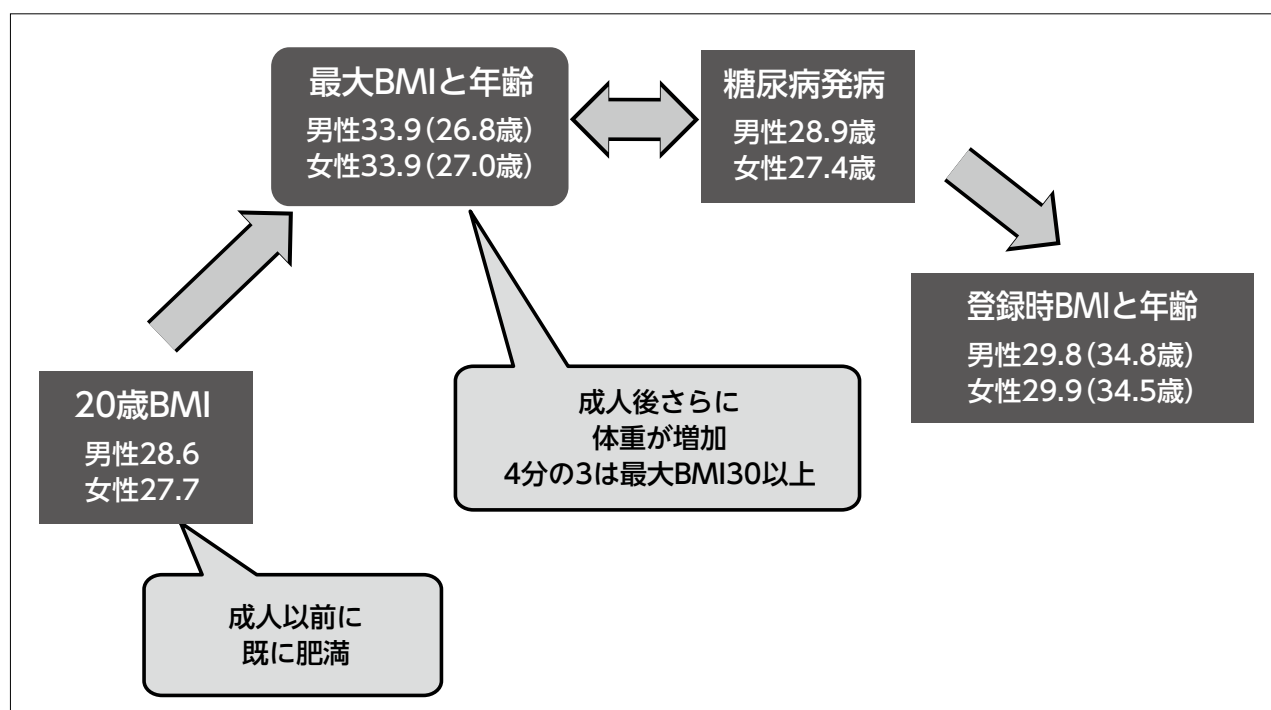 最大BMIと年齢
男性33.9(26.8歳)
女性33.9(27.0歳)
糖尿病発病
男性28.9歳
女性27.4歳
登録時BMIと年齢
男性29.8(34.8歳)
女性29.9(34.5歳)
20歳BMI
男性28.6
女性27.7
成人後さらに
体重が増加
4分の3は最大BMI30以上
成人以前に
既に肥満